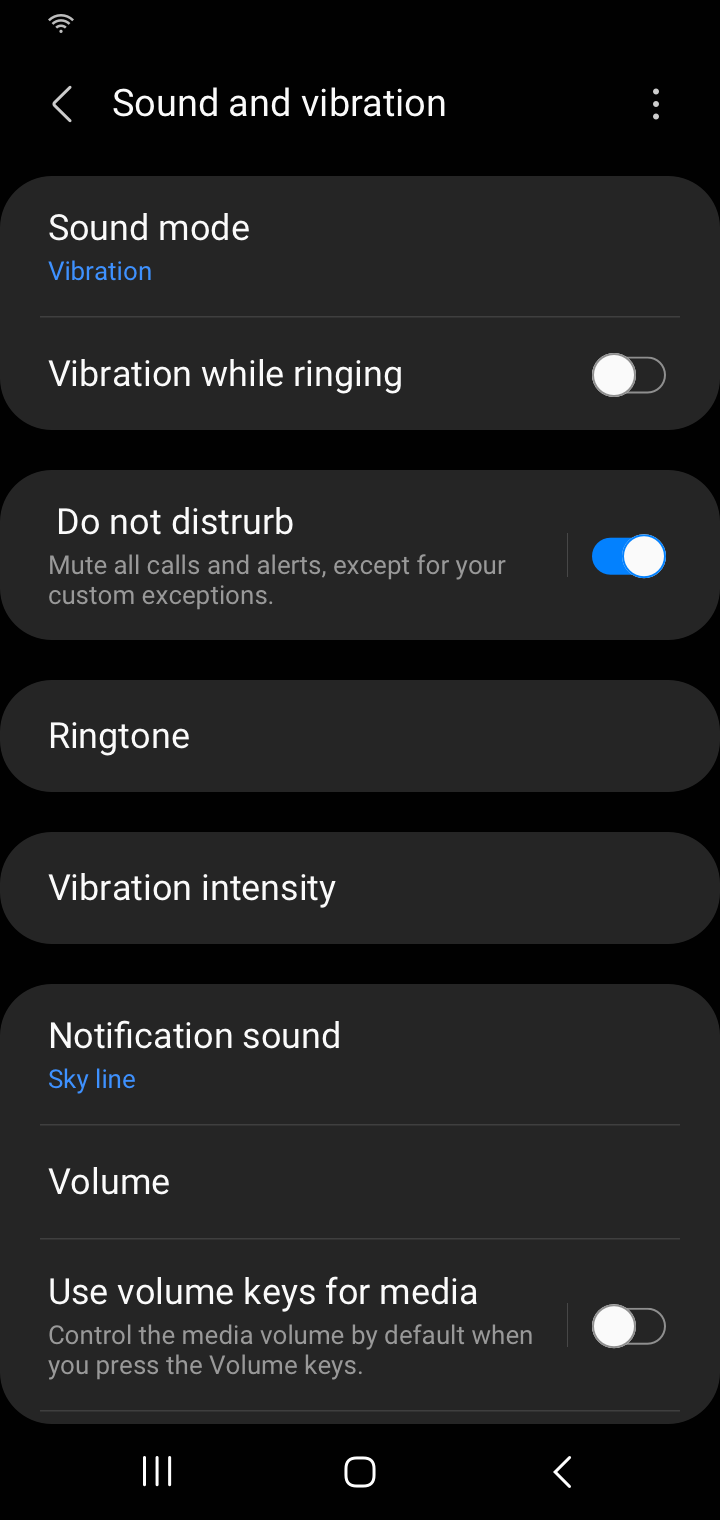 Sound and vibration
Sound mode
Vibration
Vibration while ringing
Do not distrurb
Mute all calls and alerts, except for your
custom exceptions.
Ringtone
Vibration intensity
Notification sound
Sky line
Volume
Use volume keys for media
Control the media volume by default when
you press the Volume keys.